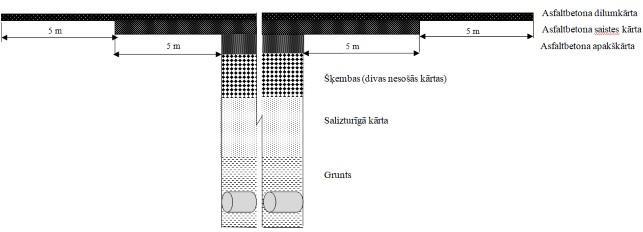 Asfaltbetona dilumkārta
5 m
5 m
Asfaltbetona saistes kārta
5 m
5 m
Asfaltbetona apakškārta
Šķembas (divas nesošās kārtas)
Salizturīgā kārta
Grunts